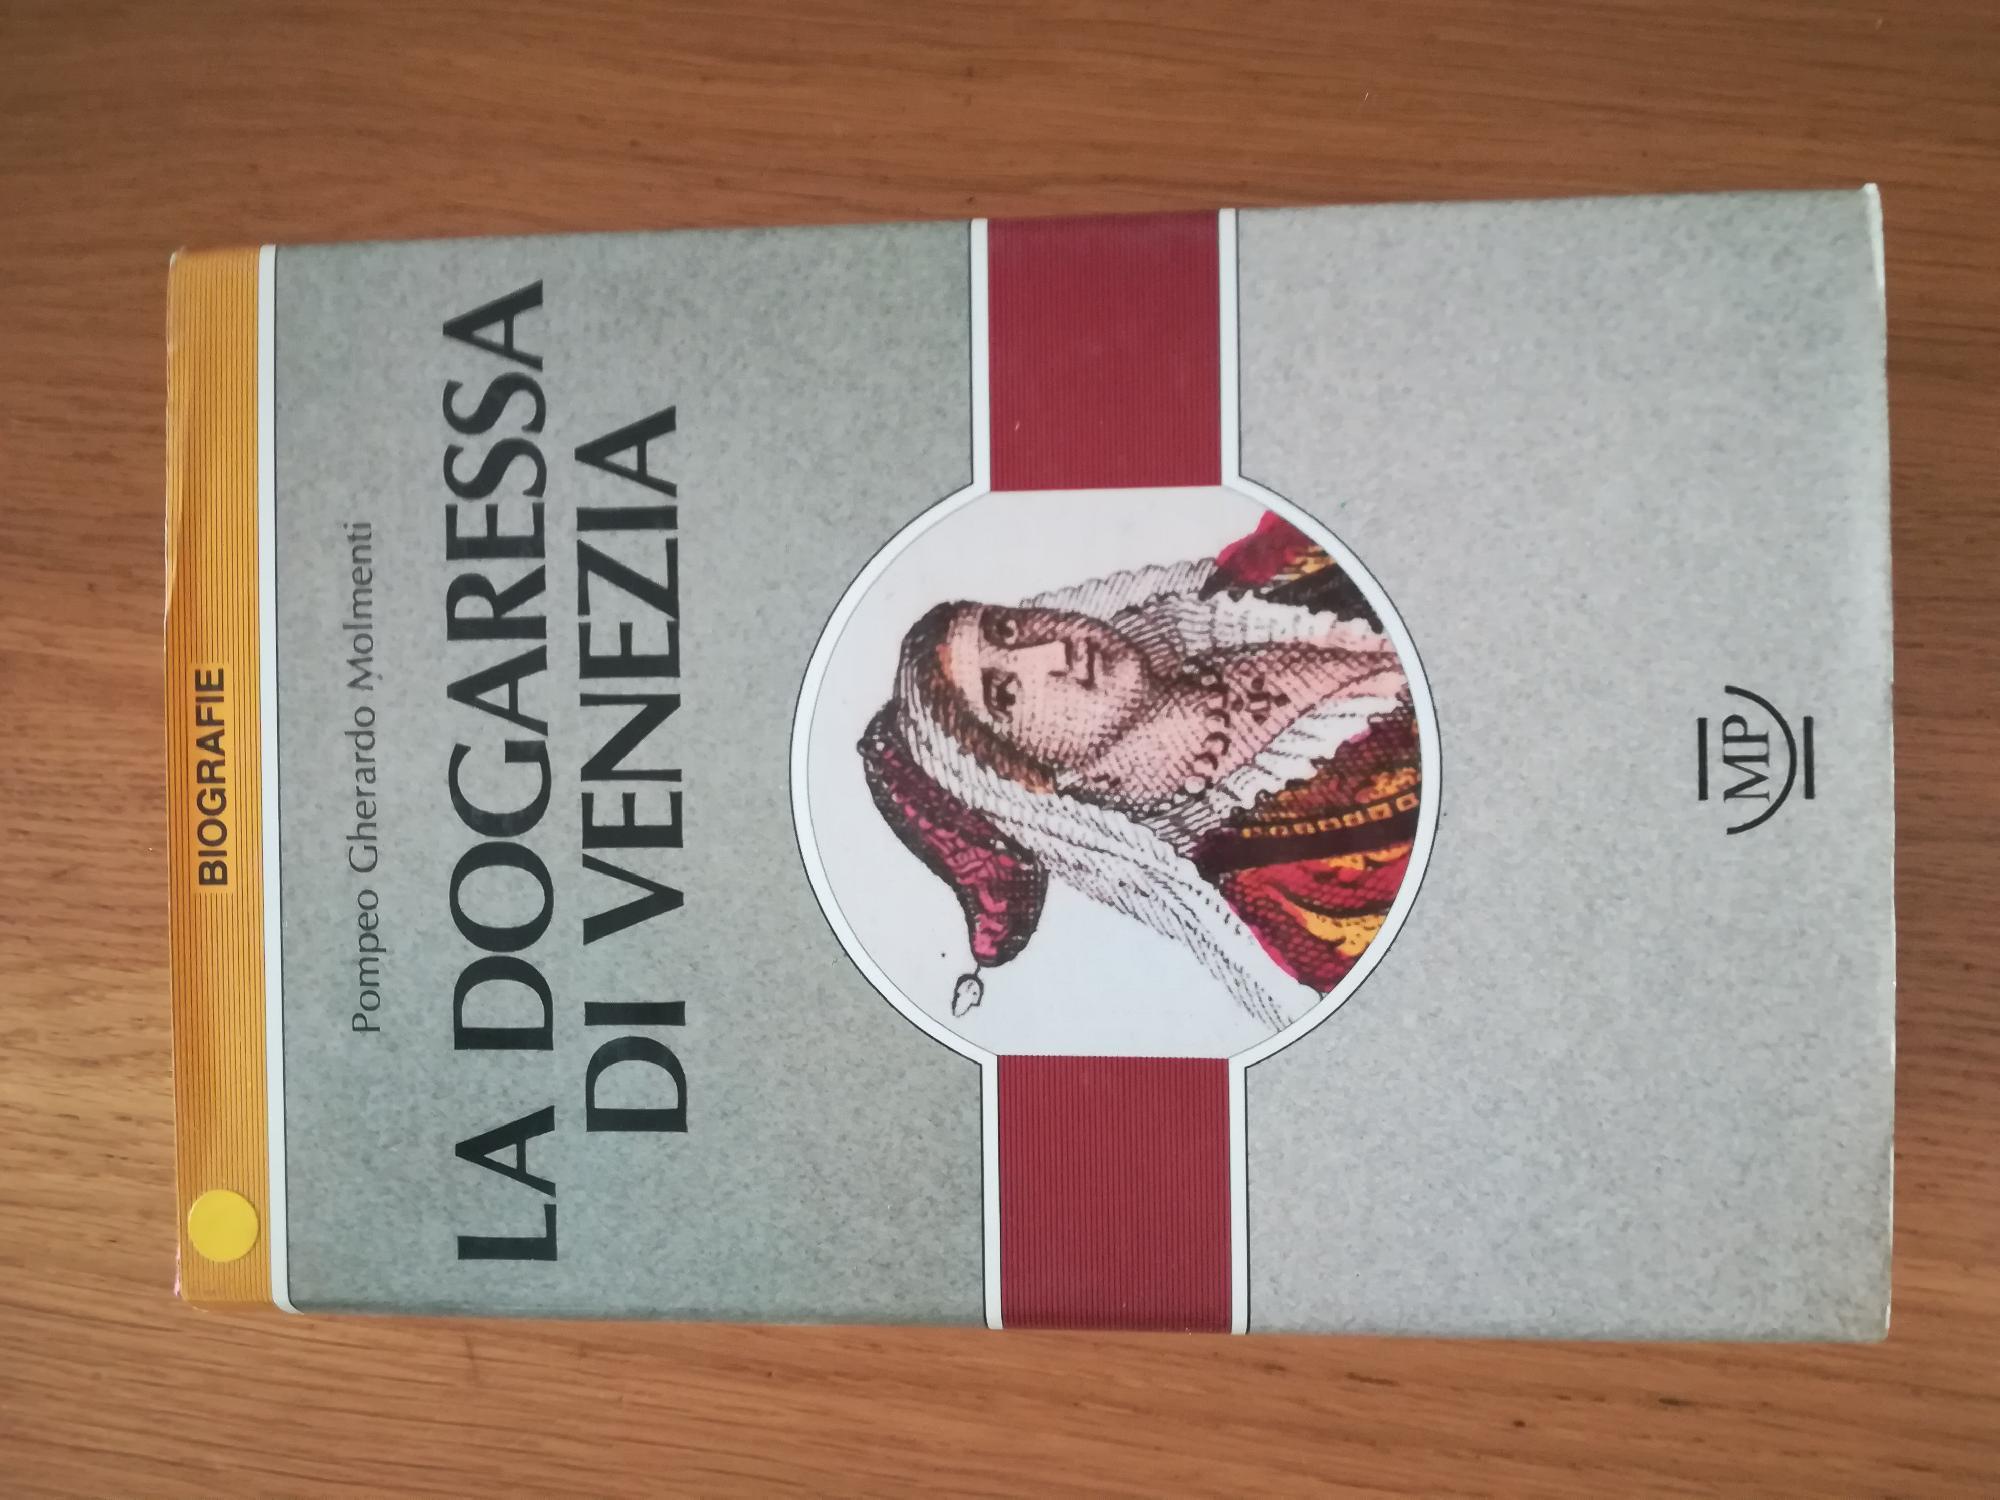 BIOGRAFIE
Pompeo Gherardo Molmenti
LA DOGARESSA
DI VENEZIA
MP